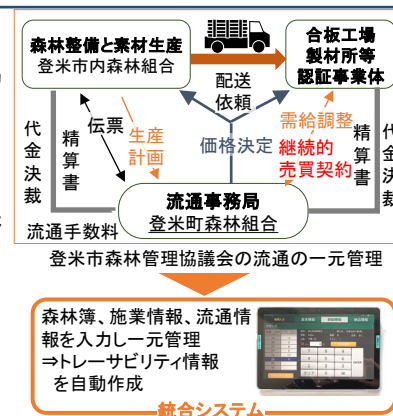 森林整備と素材生産
登米市内森林組合
合板工場
製材所等
認証事業体
配送
依頼
代金決裁
精算書
伝票
生産
計画
価格決定
需給調整
継続的
売買契約
精算書
代金決裁
流通事務局
登米町森林組合
流通手数料
登米市森林管理協議会の流通の一元管理
森林簿、施業情報、流通情
報を入力し一元管理
⇒トレーサビリティ情報
を自動作成
統合システム